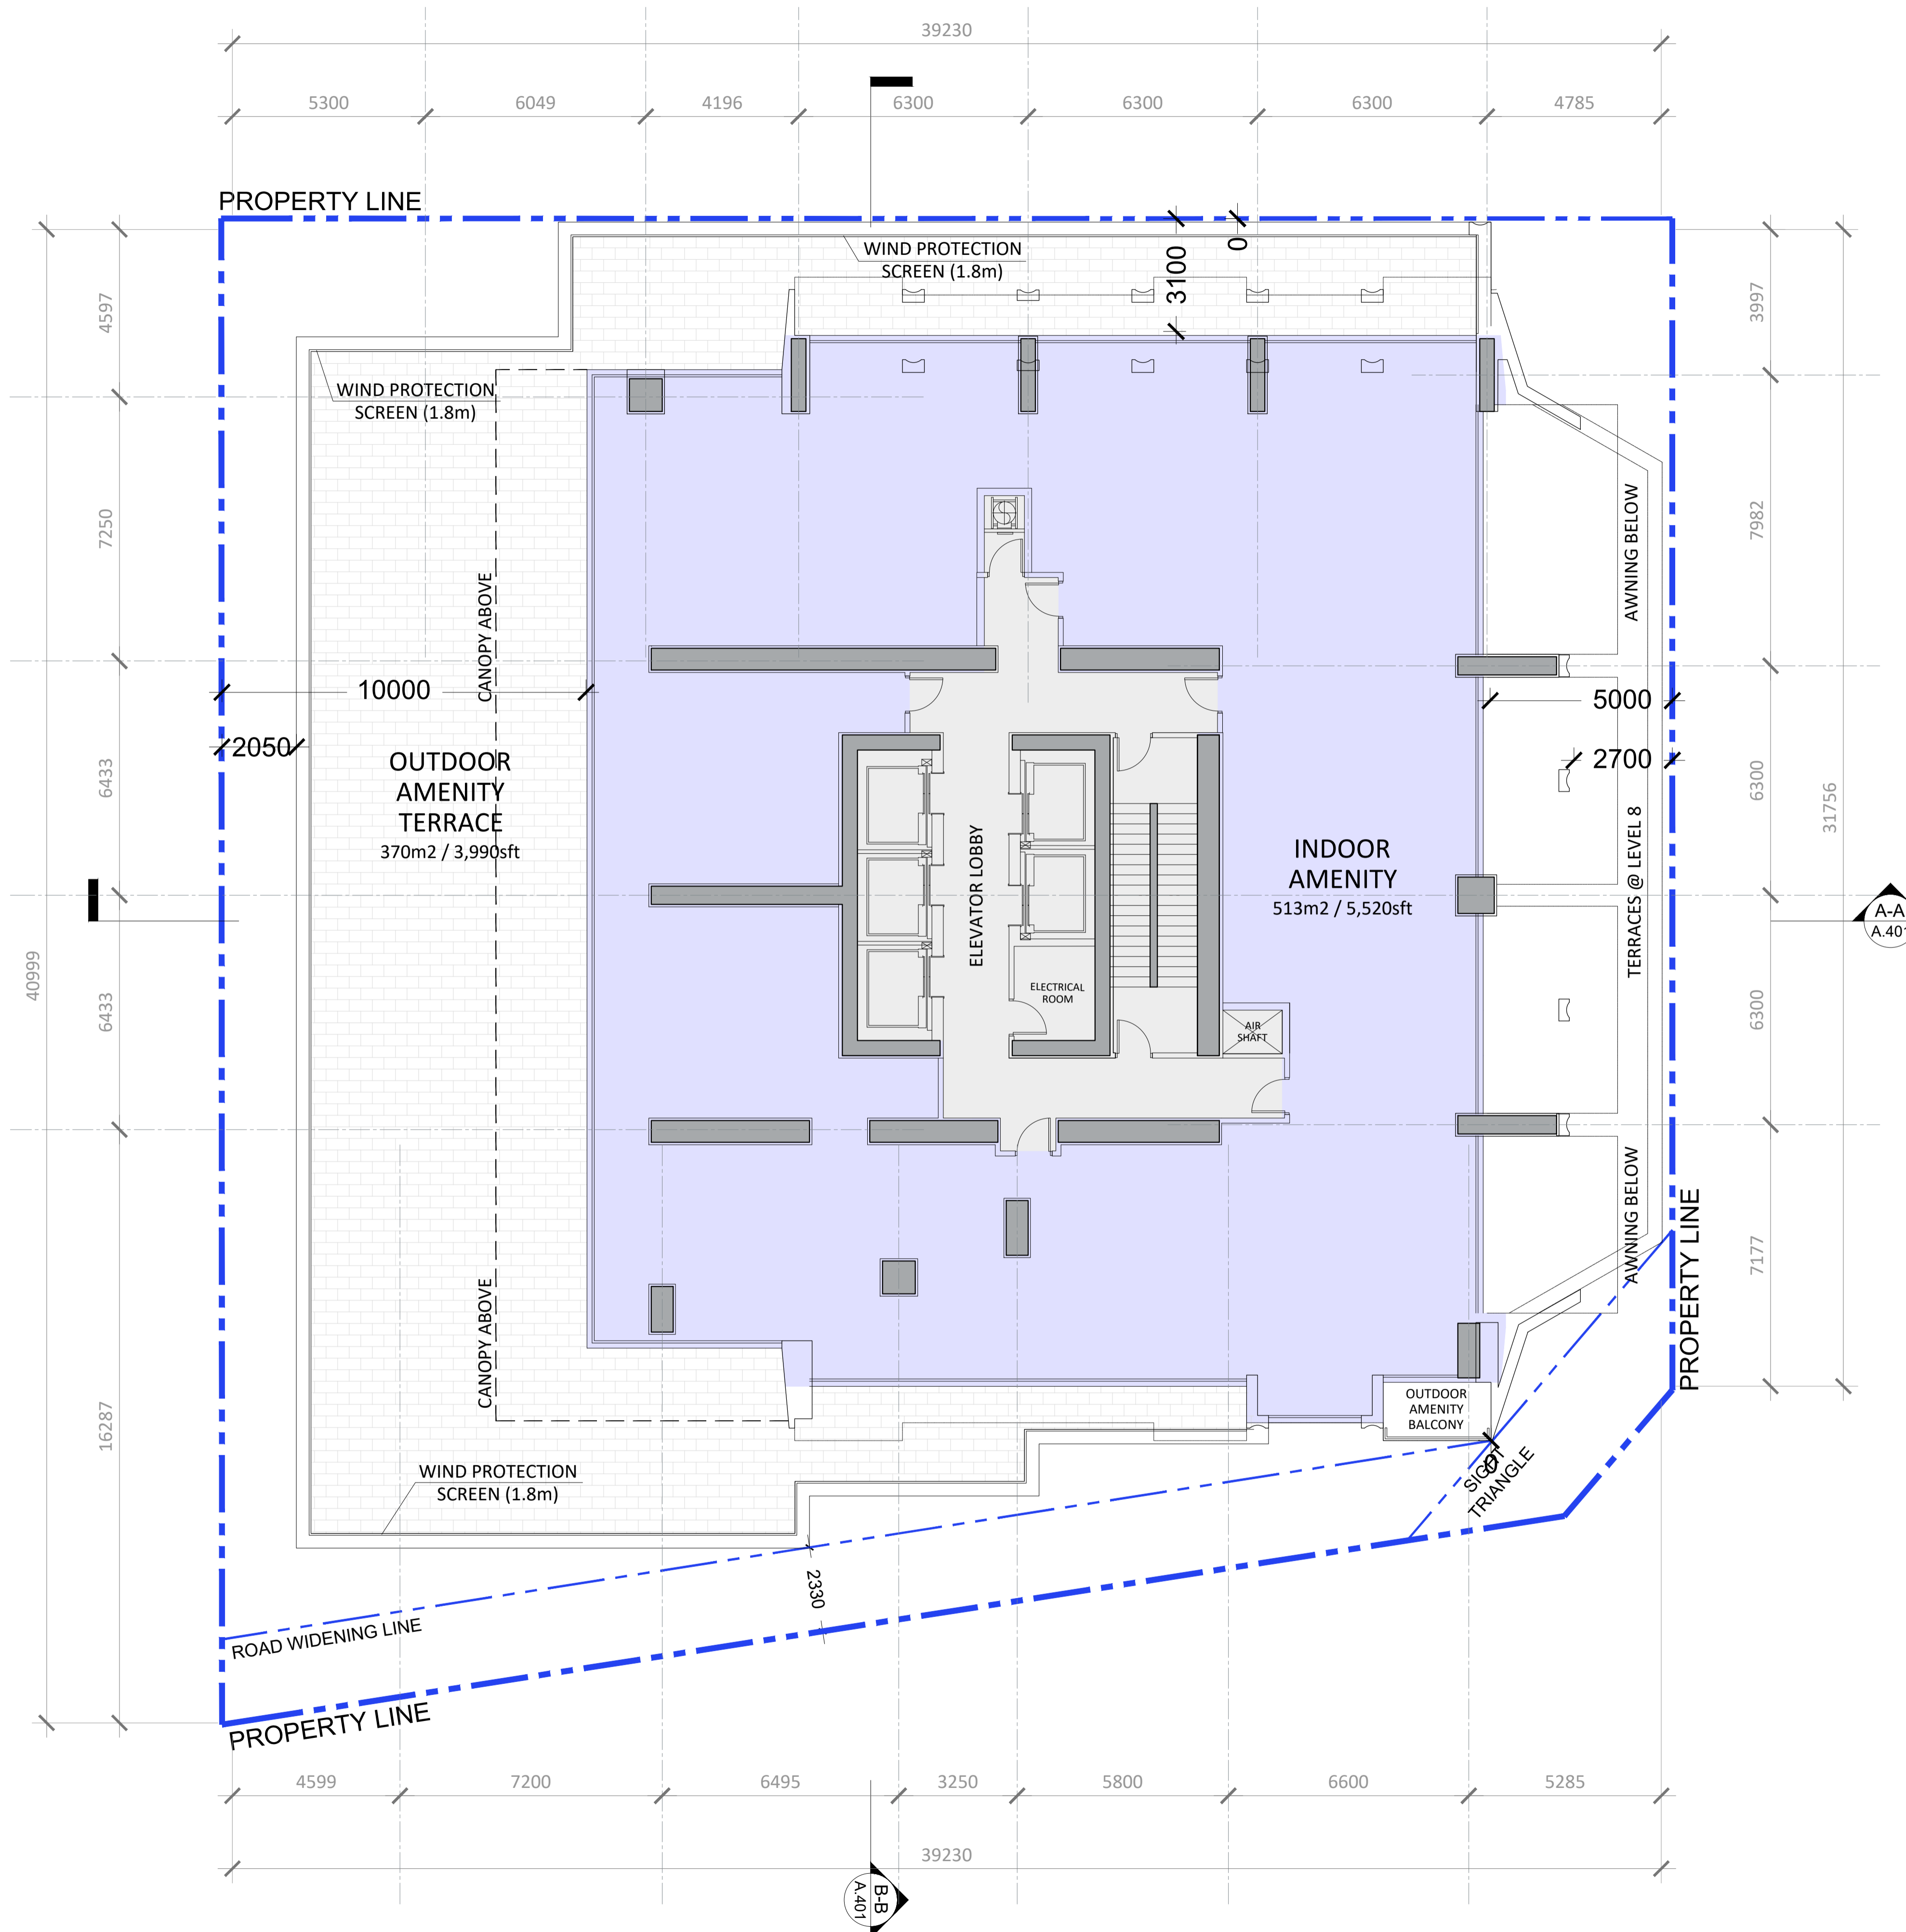 39230
5300
6049
4196
6300
6300
6300
4785
PROPERTY LINE
WIND PROTECTION
SCREEN (1.8m)
3100
0
4597
3997
WIND PROTECTION
SCREEN (1.8m)
7250
7982
CANOPY ABOVE
AWNING BELOW
10000
5000
2050
2700
OUTDOOR
AMENITY
TERRACE
370m2 / 3,990sft
6433
6300
31756
ELEVATOR LOBBY
INDOOR
AMENITY
513m2 / 5,520sft
TERRACES @ LEVEL 8
A-A
A.401
40999
6433
ELECTRICAL
ROOM
AIR
SHAFT
6300
AWNING BELOW
PROPERTY LINE
7177
CANOPY ABOVE
16287
OUTDOOR
AMENITY
BALCONY
0
SIGHT
TRIANGLE
WIND PROTECTION
SCREEN (1.8m)
2330
ROAD WIDENING LINE
PROPERTY LINE
4599
7200
6495
3250
5800
6600
5285
39230
B-B
A.401